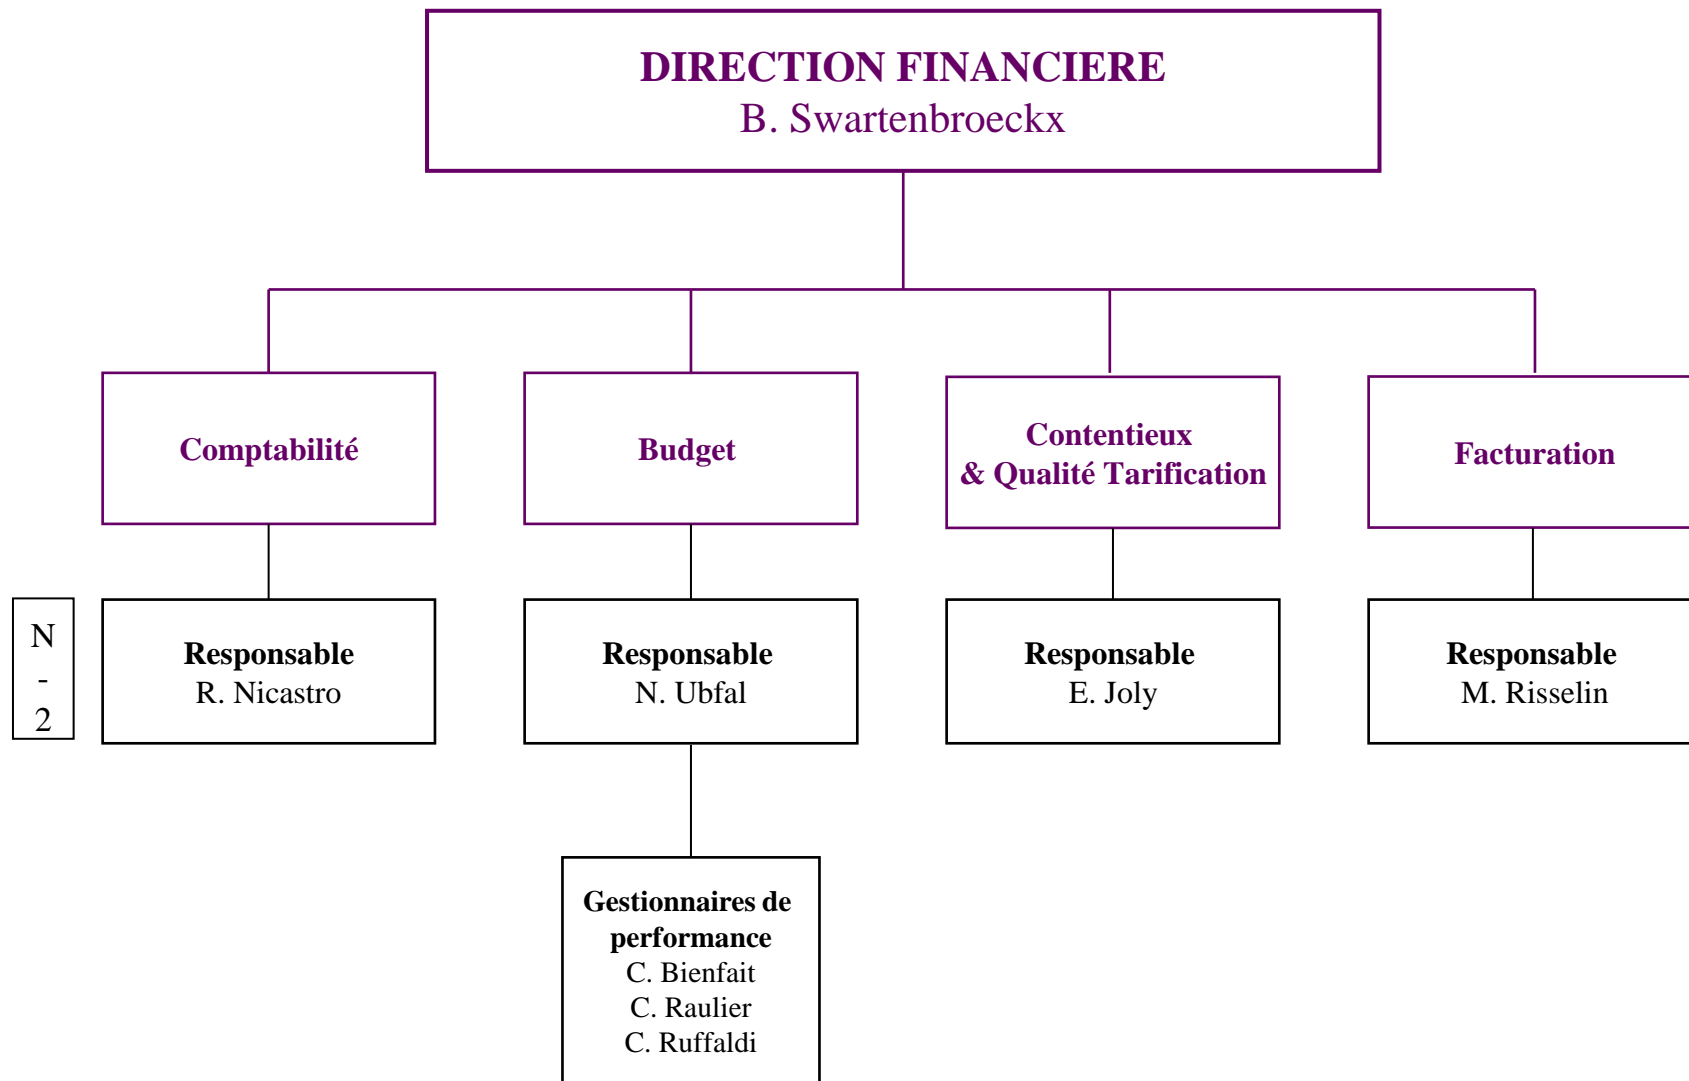 DIRECTION FINANCIERE
B. Swartenbroeckx
Comptabilité
Budget
Contentieux
& Qualité Tarification
Facturation
N
-
2
Responsable
R. Nicastro
Responsable
N. Ubfal
Responsable
E. Joly
Responsable
M. Risselin
Gestionnaires de
performance
C. Bienfait
C. Raulier
C. Ruffaldi